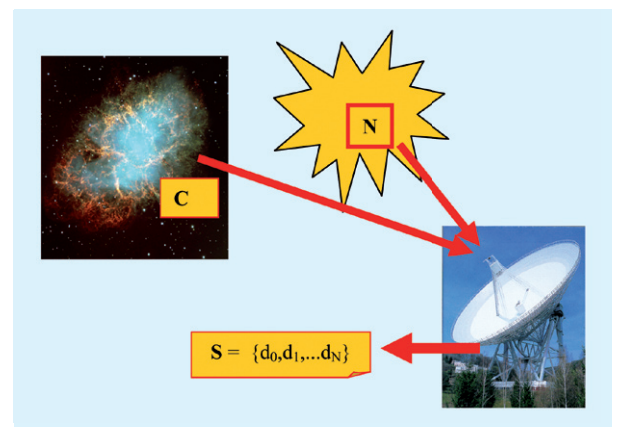 N
C
S = {d₀,d₁,...dN}